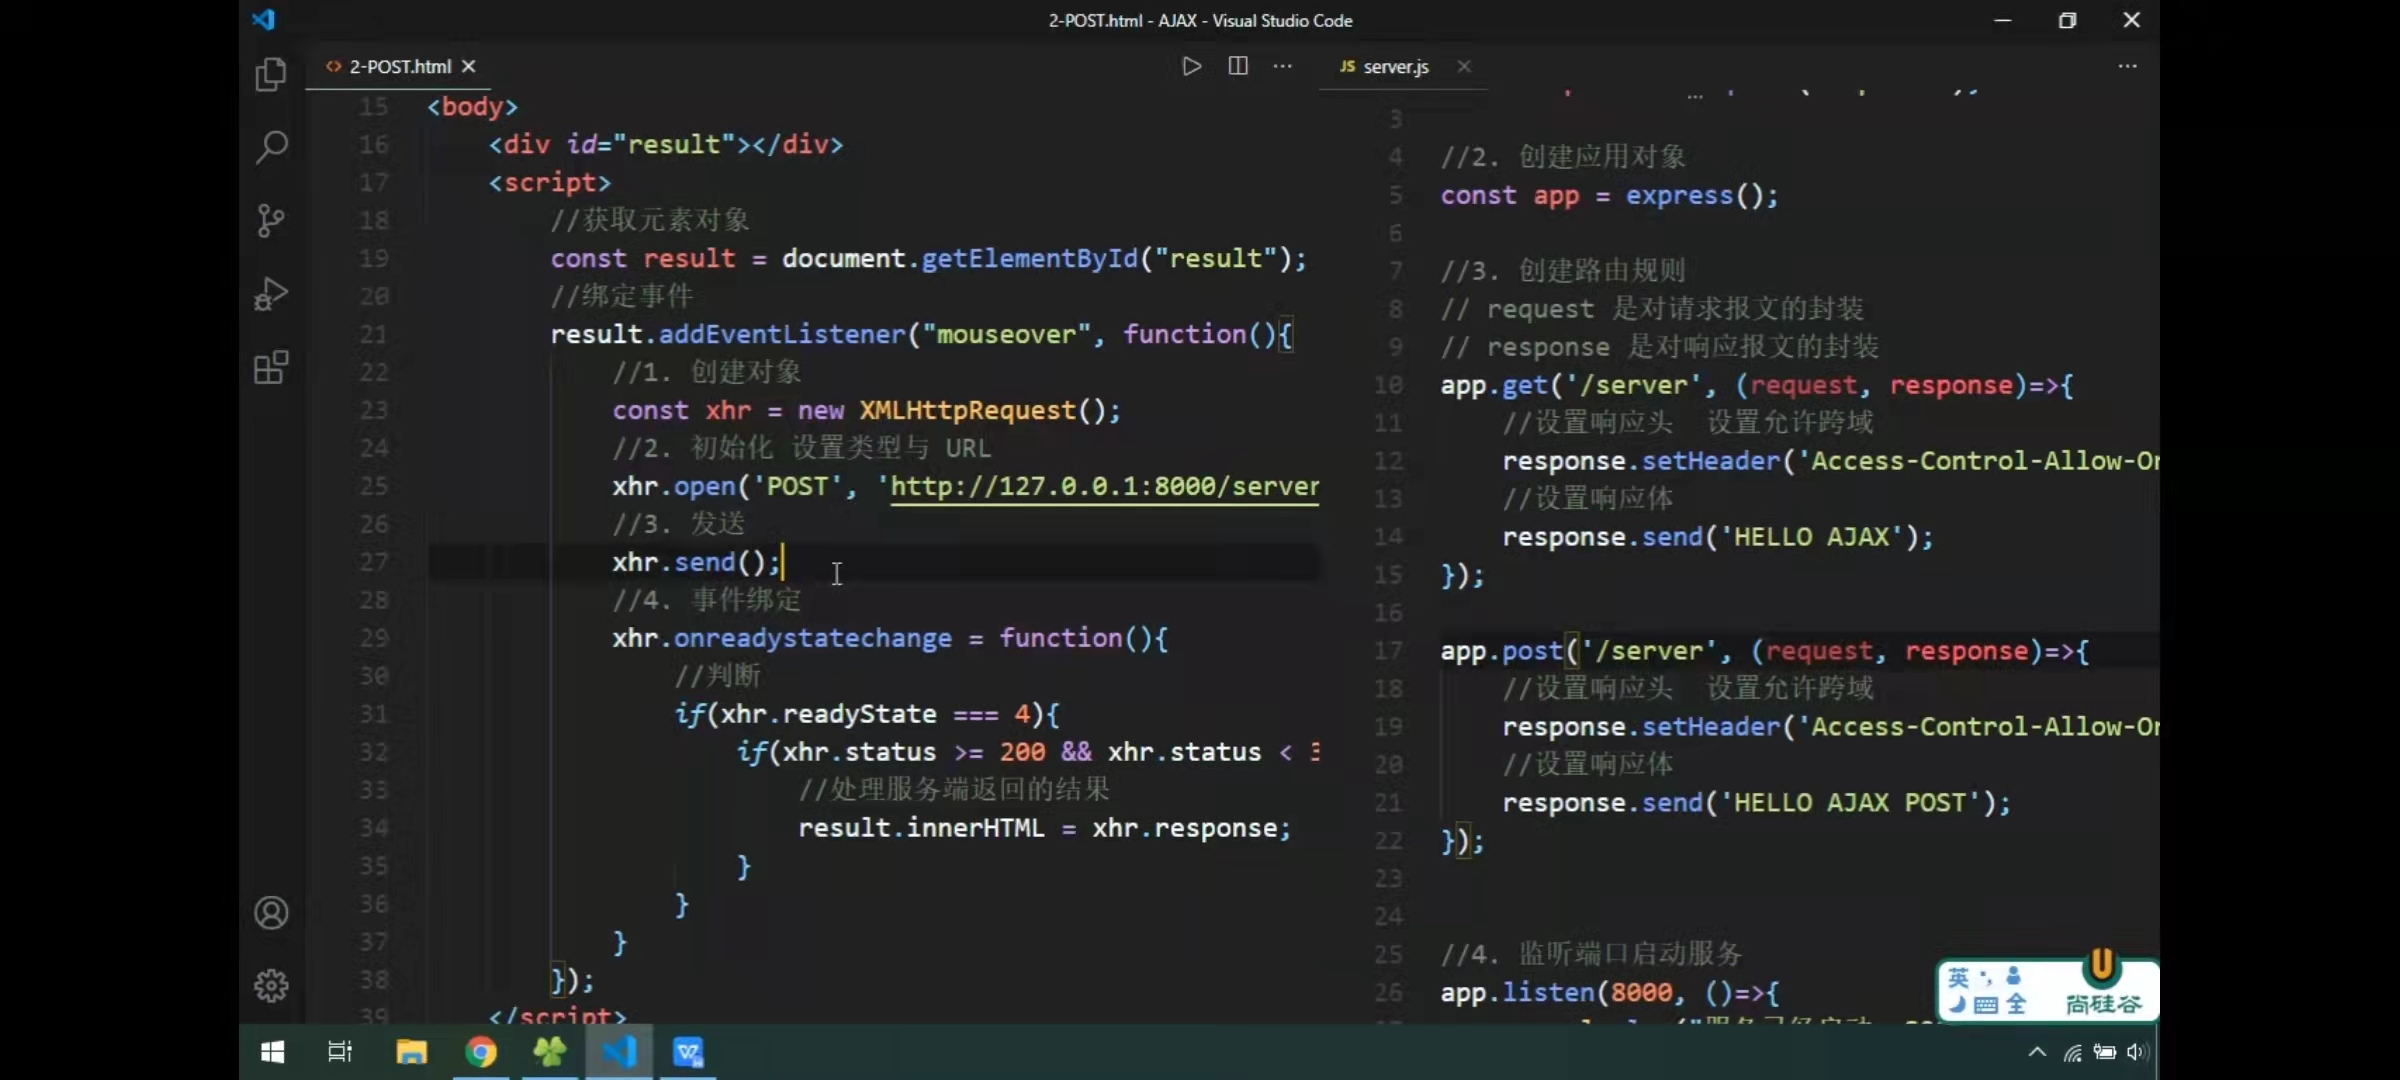 2-POST.html - AJAX - Visual Studio Code
2-POST.html
15 <body>
16 <div id="result"></div>
17 <script>
18 //获取元素对象
19 const result = document.getElementById("result");
20 //绑定事件
21 result.addEventListener("mouseover", function(){
22 //1. 创建对象
23 const xhr = new XMLHttpRequest();
24 //2. 初始化 设置类型与 URL
25 xhr.open('POST', 'http://127.0.0.1:8000/server
26 //3. 发送
27 xhr.send();
28 //4. 事件绑定
29 xhr.onreadystatechange = function(){
30 //判断
31 if(xhr.readyState === 4){
32 if(xhr.status >= 200 && xhr.status < 3
33 //处理服务端返回的结果
34 result.innerHTML = xhr.response;
35 }
36 }
37 }
38 });
39 </script>
JS server.js
3
4 //2. 创建应用对象
5 const app = express();
6
7 //3. 创建路由规则
8 // request 是对请求报文的封装
9 // response 是对响应报文的封装
10 app.get('/server', (request, response)=>{
11 //设置响应头 设置允许跨域
12 response.setHeader('Access-Control-Allow-Or
13 //设置响应体
14 response.send('HELLO AJAX');
15 });
16
17 app.post('/server', (request, response)=>{
18 //设置响应头 设置允许跨域
19 response.setHeader('Access-Control-Allow-Or
20 //设置响应体
21 response.send('HELLO AJAX POST');
22 });
23
24
25 //4. 监听端口启动服务
26 app.listen(8000, ()=>{
英
全
尚硅谷